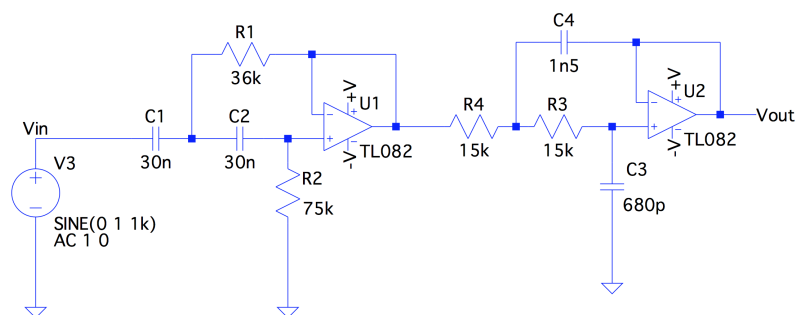 C4
R1
1n5
36k
+V
+V
U1
U2
Vin
C1
C2
R4
R3
Vout
30n
30n
-V
TL082
15k
15k
-V
TL082
V3
R2
C3
75k
680p
SINE(0 1 1k)
AC 1 0